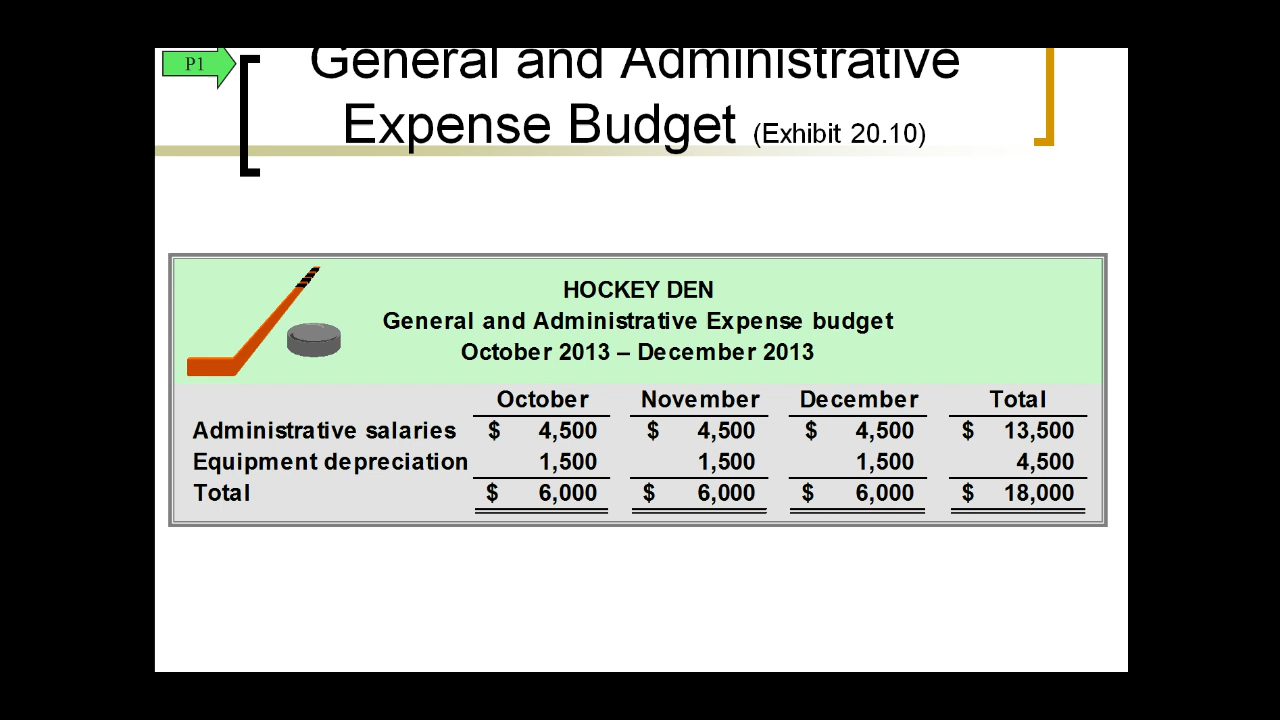 P1
General and Administrative
Expense Budget (Exhibit 20.10)
HOCKEY DEN
General and Administrative Expense budget
October 2013 – December 2013
October November December Total
Administrative salaries $ 4,500 $ 4,500 $ 4,500 $ 13,500
Equipment depreciation 1,500 1,500 1,500 4,500
Total $ 6,000 $ 6,000 $ 6,000 $ 18,000